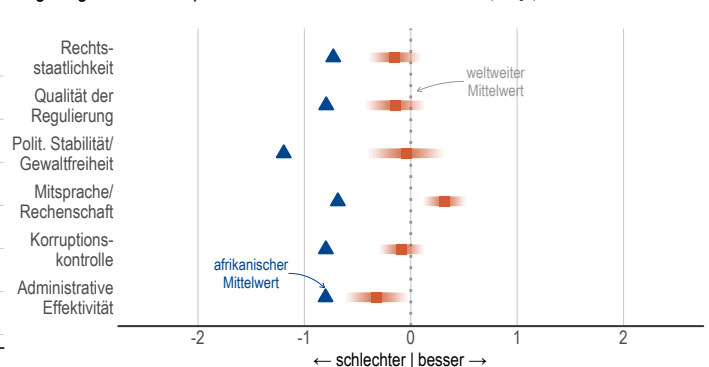 Rechts-
staatlichkeit
weltweiter
Mittelwert
Qualität der
Regulierung
Polit. Stabilität/
Gewaltfreiheit
Mitsprache/
Rechenschaft
Korruptions-
kontrolle
afrikanischer
Mittelwert
Administrative
Effektivität
-2 -1 0 1 2
← schlechter | besser →